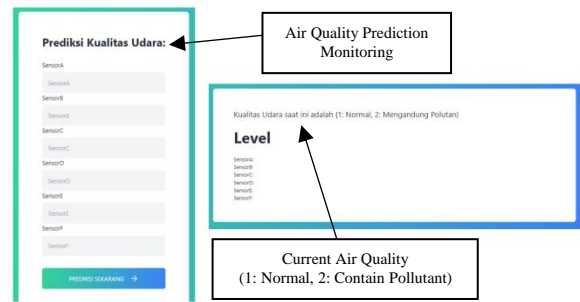 Prediksi Kualitas Udara:
SensorA
SensorA
SensorB
SensorB
SensorC
SensorC
SensorD
SensorD
SensorE
SensorE
SensorF
SensorF
PREDIKSI SEKARANG →
Air Quality Prediction
Monitoring
Kualitas Udara saat ini adalah (1: Normal, 2: Mengandung Polutan)
Level
SensorA:
SensorB:
SensorC:
SensorD:
SensorE:
SensorF:
Current Air Quality
(1: Normal, 2: Contain Pollutant)